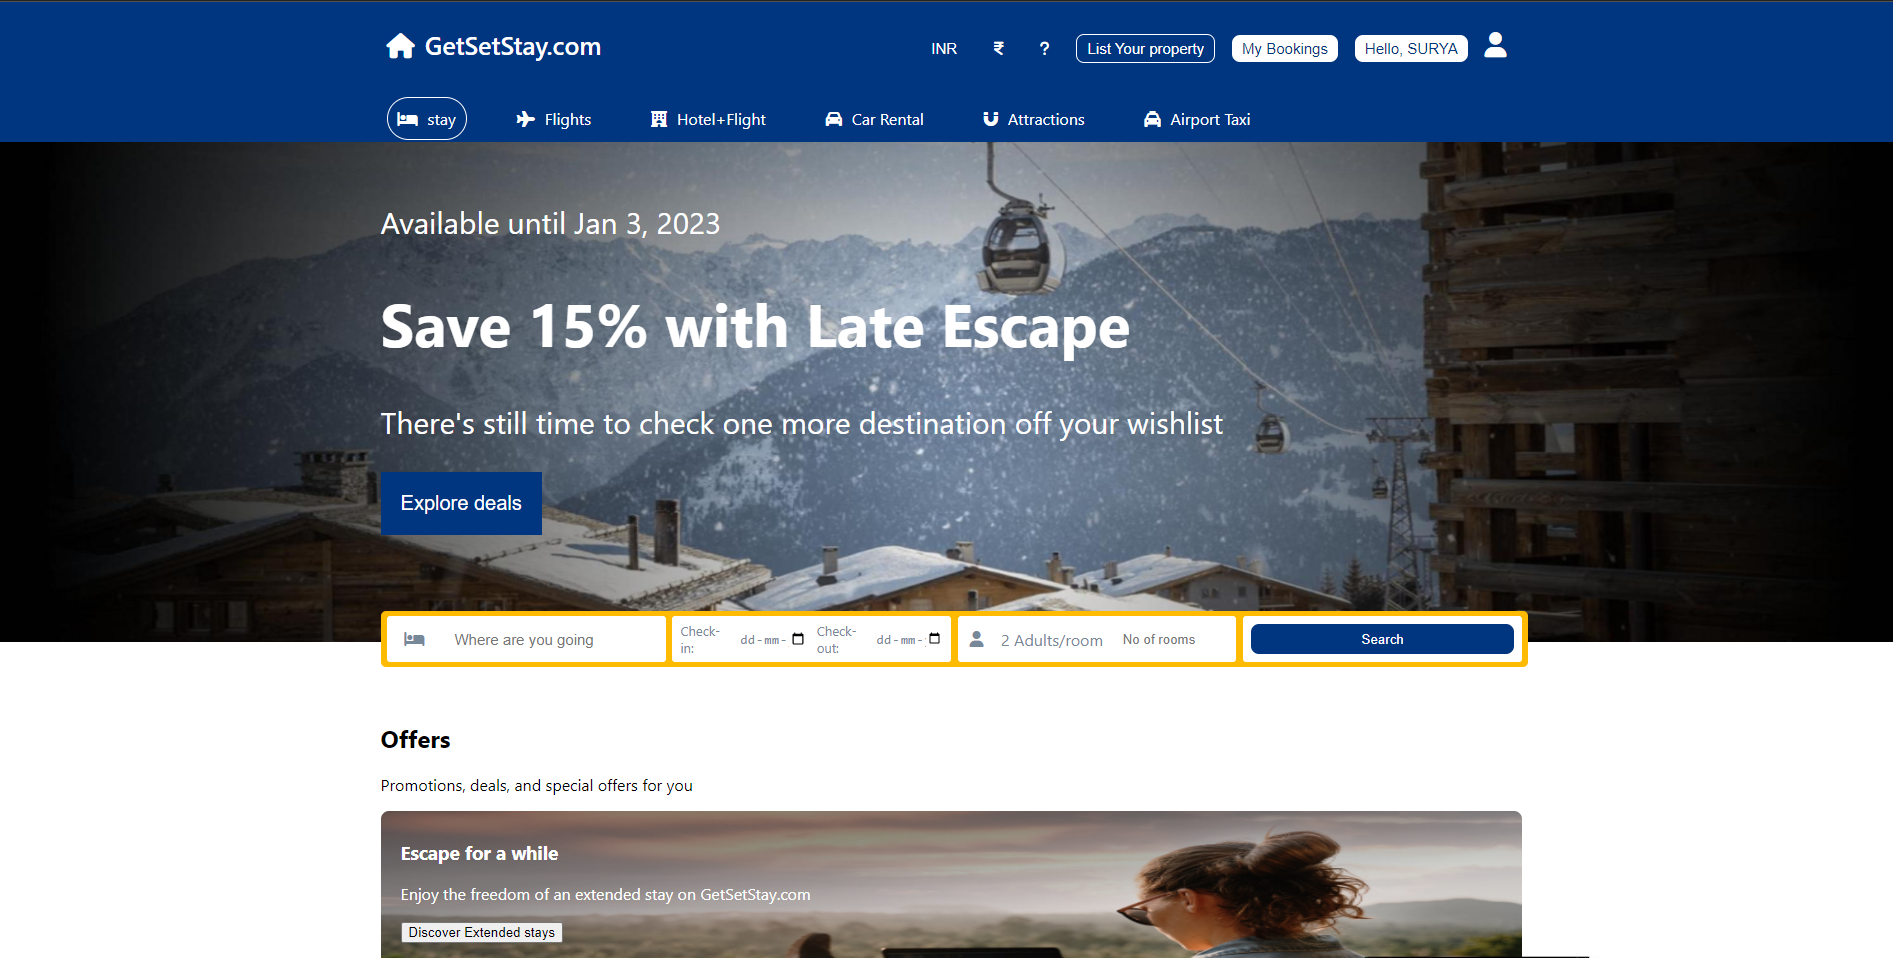 GetSetStay.com
INR
₹
?
List Your property
My Bookings
Hello, SURYA
stay
Flights
Hotel+Flight
Car Rental
Attractions
Airport Taxi
Available until Jan 3, 2023
Save 15% with Late Escape
There's still time to check one more destination off your wishlist
Explore deals
Where are you going
Check-
in:
dd-mm-
Check-
out:
dd-mm-
2 Adults/room
No of rooms
Search
Offers
Promotions, deals, and special offers for you
Escape for a while
Enjoy the freedom of an extended stay on GetSetStay.com
Discover Extended stays